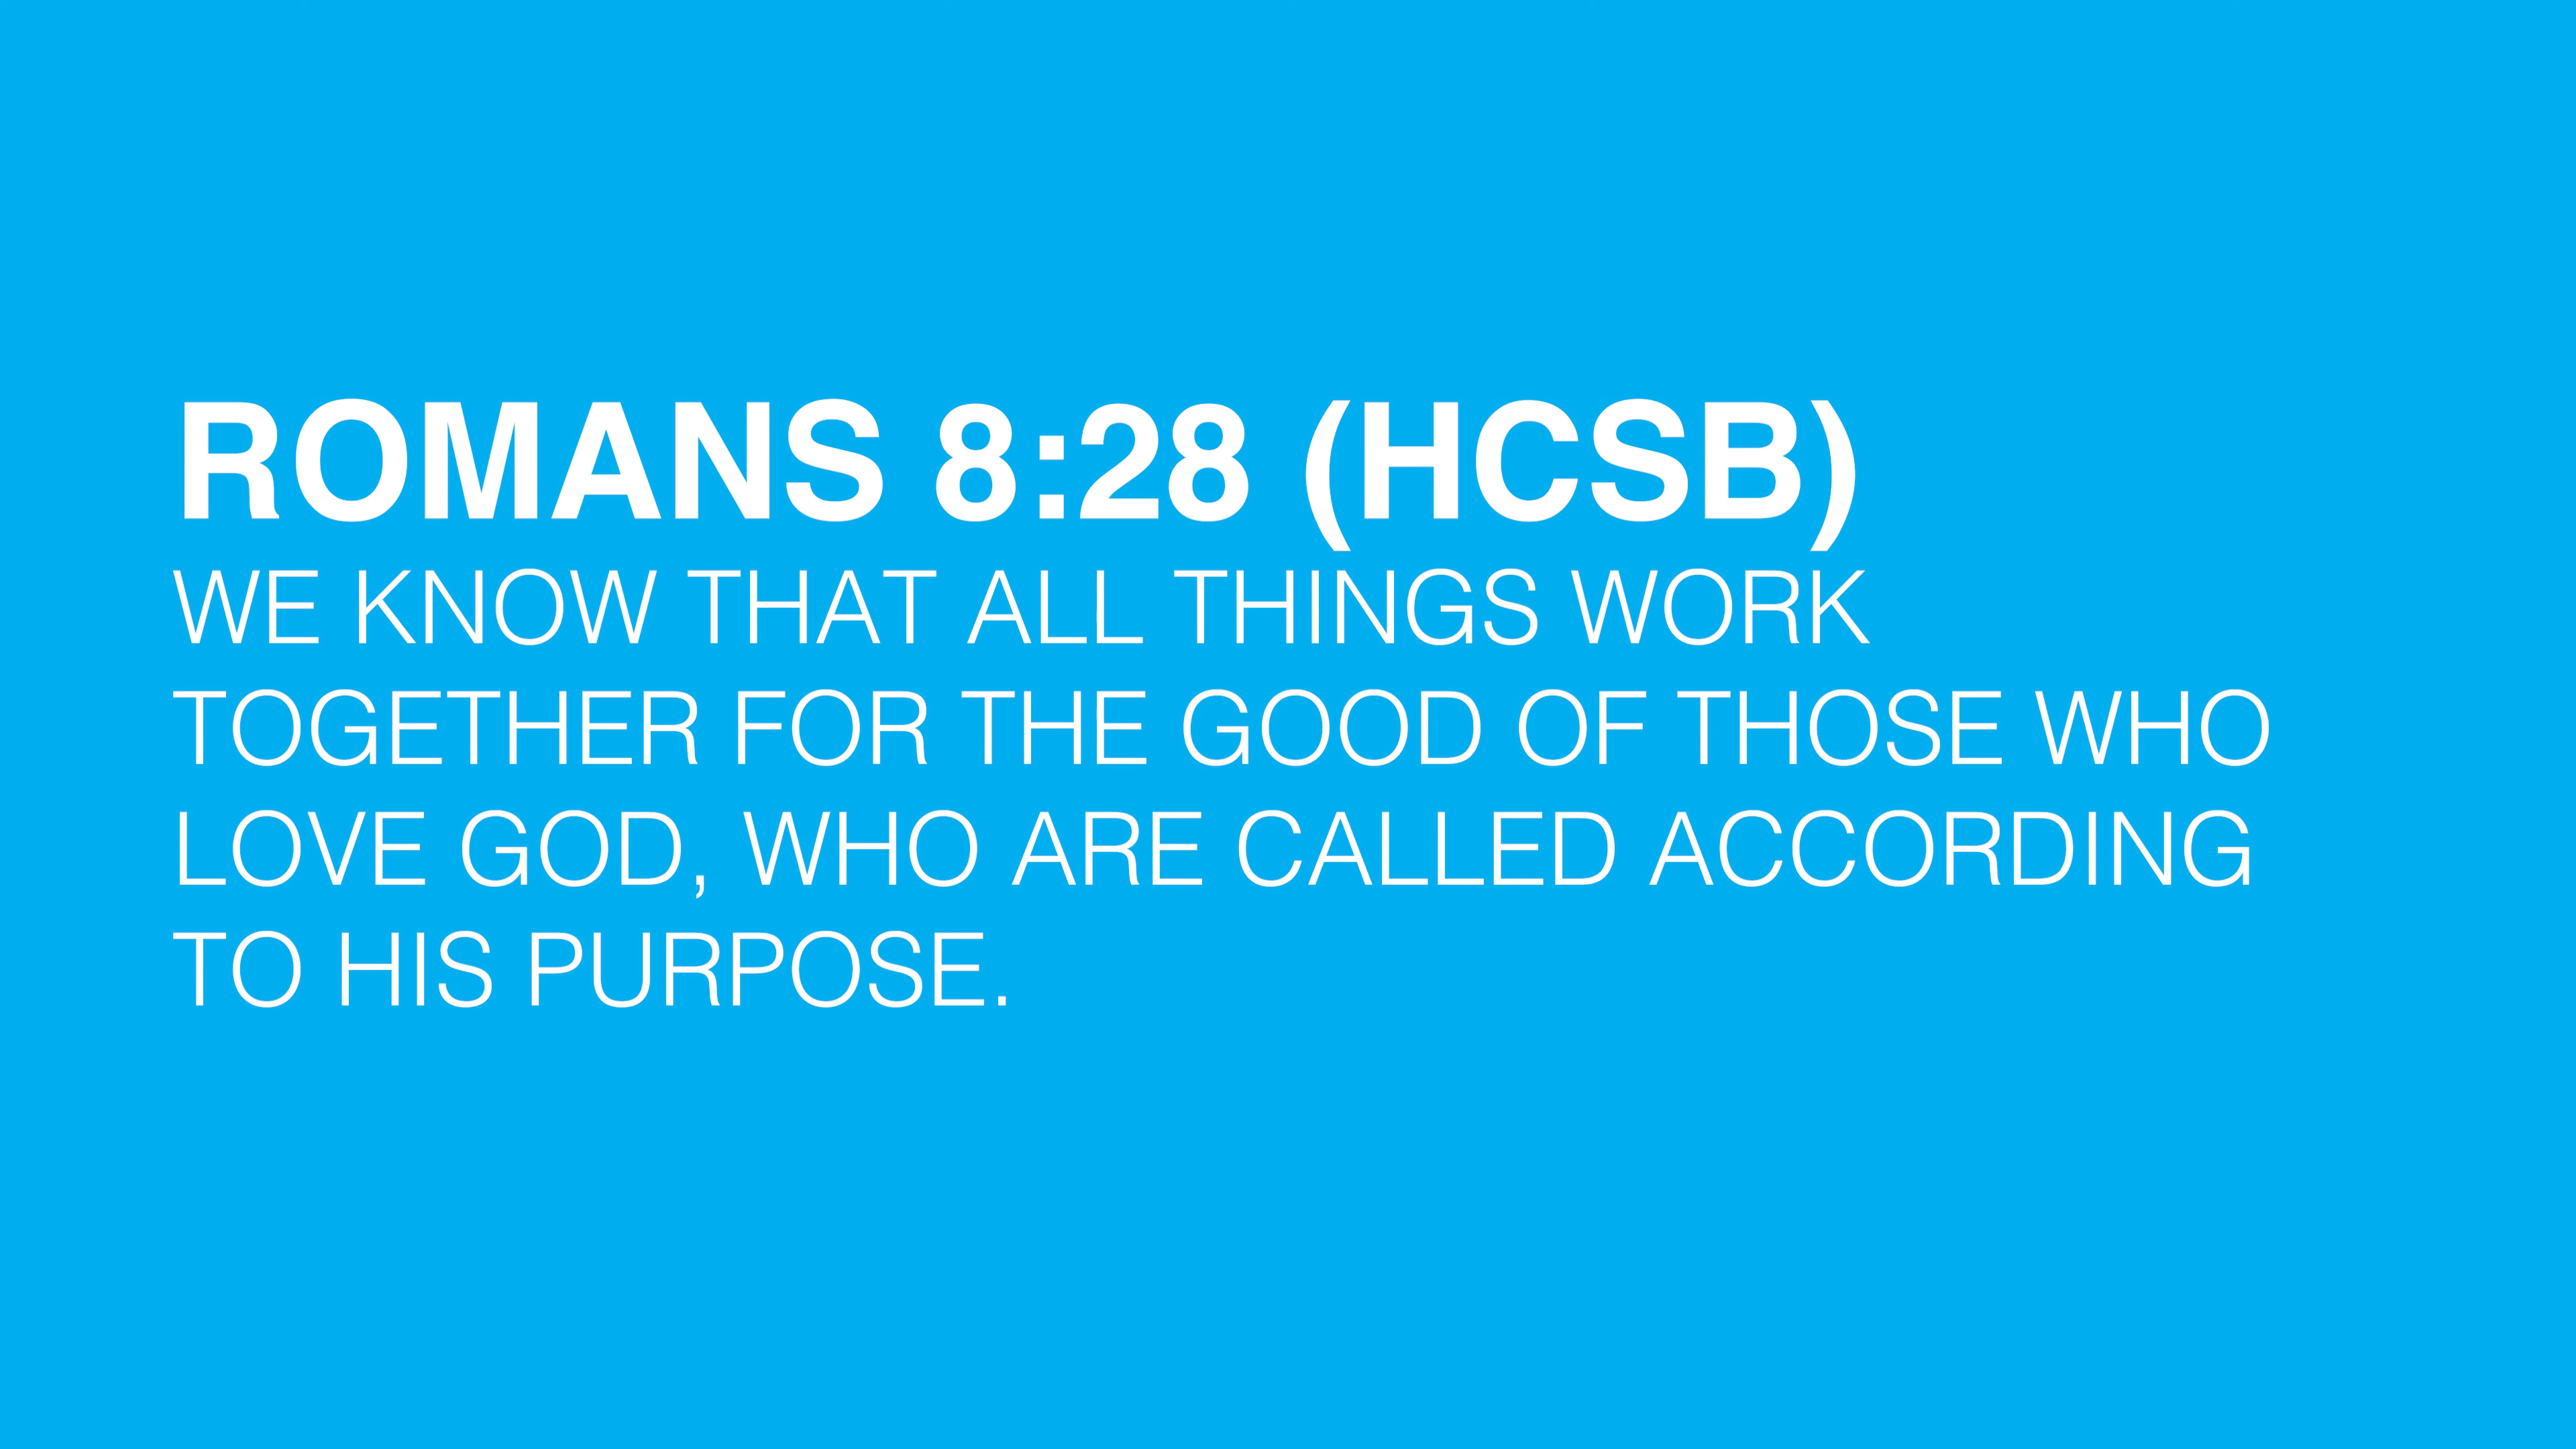 ROMANS 8:28 (HCSB)
WE KNOW THAT ALL THINGS WORK
TOGETHER FOR THE GOOD OF THOSE WHO
LOVE GOD, WHO ARE CALLED ACCORDING
TO HIS PURPOSE.